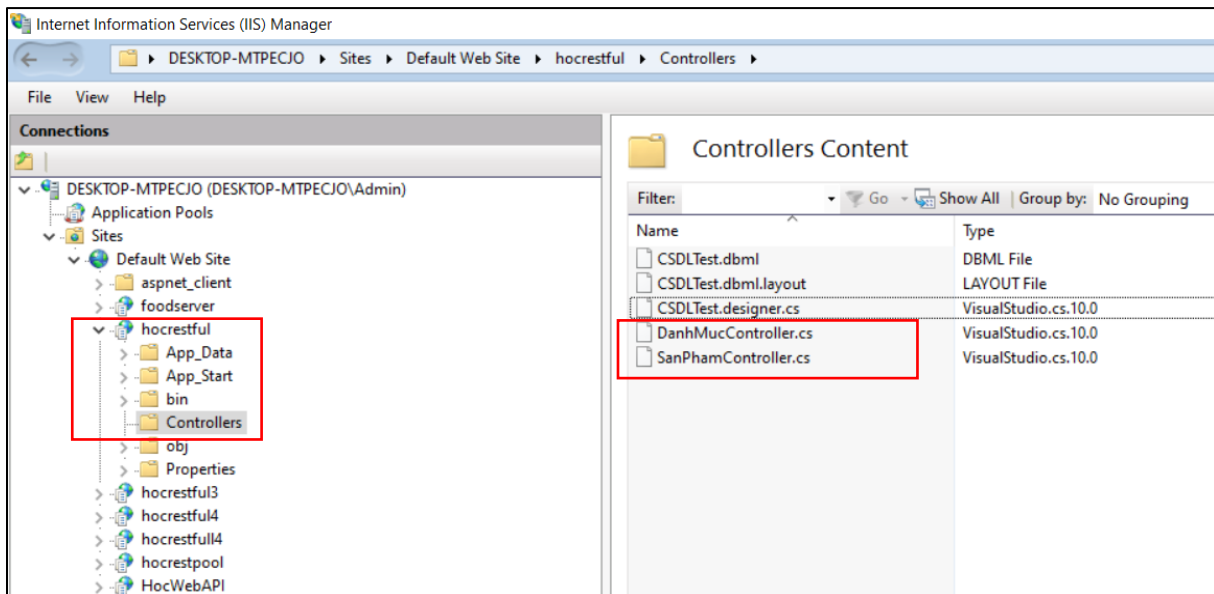 Internet Information Services (IIS) Manager
DESKTOP-MTPECJO Sites Default Web Site hocrestful Controllers
File View Help
Connections
DESKTOP-MTPECJO (DESKTOP-MTPECJO\Admin)
Application Pools
Sites
Default Web Site
aspnet_client
foodserver
hocrestful
App_Data
App_Start
bin
Controllers
obj
Properties
hocrestful3
hocrestful4
hocrestfull4
hocrestpool
HocWebAPI
Controllers Content
Filter: Go Show All Group by: No Grouping
Name Type
CSDLTest.dbml DBML File
CSDLTest.dbml.layout LAYOUT File
CSDLTest.designer.cs VisualStudio.cs.10.0
DanhMucController.cs VisualStudio.cs.10.0
SanPhamController.cs VisualStudio.cs.10.0